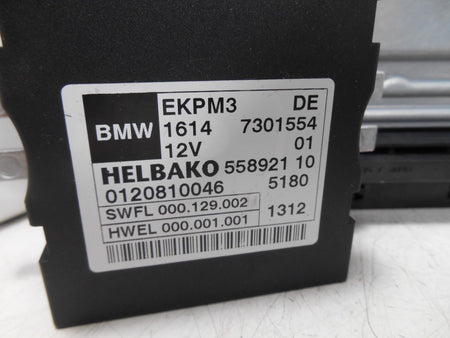 EKPM3 DE
BMW 1614 7301554
12V 01
HELBAKO 558921 10
0120810046 5180
SWFL 000.129.002
HWEL 000.001.001 1312